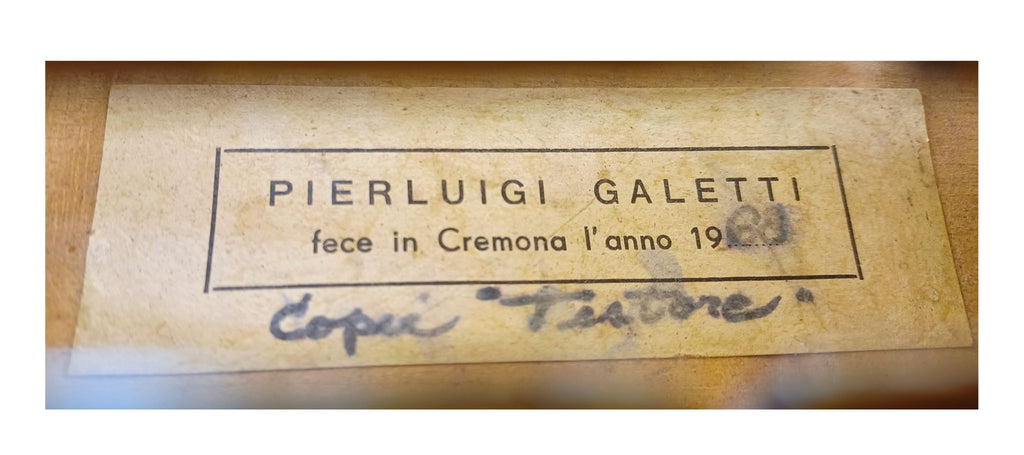 PIERLUIGI GALETTI
fece in Cremona l'anno 19
Copia "Testore"